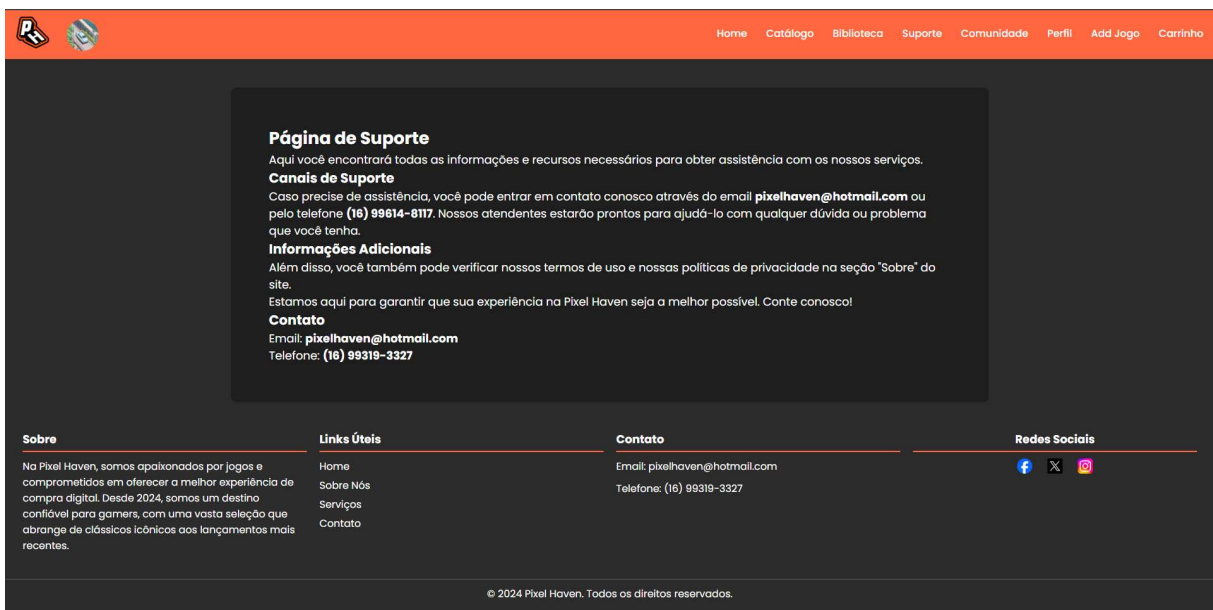 PH
Home Catálogo Biblioteca Suporte Comunidade Perfil Add Jogo Carrinho
Página de Suporte
Aqui você encontrará todas as informações e recursos necessários para obter assistência com os nossos serviços.
Canais de Suporte
Caso precise de assistência, você pode entrar em contato conosco através do email pixelhaven@hotmail.com ou
pelo telefone (16) 99614-8117. Nossos atendentes estarão prontos para ajudá-lo com qualquer dúvida ou problema
que você tenha.
Informações Adicionais
Além disso, você também pode verificar nossos termos de uso e nossas políticas de privacidade na seção "Sobre" do
site.
Estamos aqui para garantir que sua experiência na Pixel Haven seja a melhor possível. Conte conosco!
Contato
Email: pixelhaven@hotmail.com
Telefone: (16) 99319-3327
Sobre
Na Pixel Haven, somos apaixonados por jogos e
comprometidos em oferecer a melhor experiência de
compra digital. Desde 2024, somos um destino
confiável para gamers, com uma vasta seleção que
abrange de clássicos icônicos aos lançamentos mais
recentes.
Links Úteis
Home
Sobre Nós
Serviços
Contato
Contato
Email: pixelhaven@hotmail.com
Telefone: (16) 99319-3327
Redes Sociais
© 2024 Pixel Haven. Todos os direitos reservados.